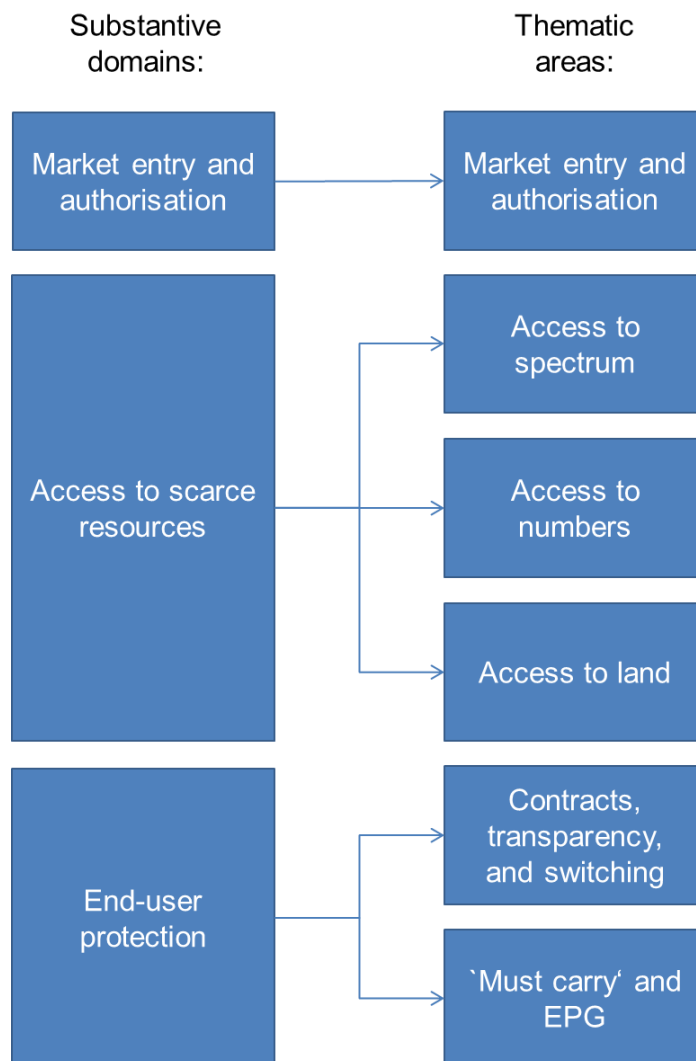 Substantive
domains:
Thematic
areas:
Market entry and
authorisation
Market entry and
authorisation
Access to scarce
resources
Access to
spectrum
Access to
numbers
Access to land
End-user
protection
Contracts,
transparency,
and switching
`Must carry‘ and
EPG